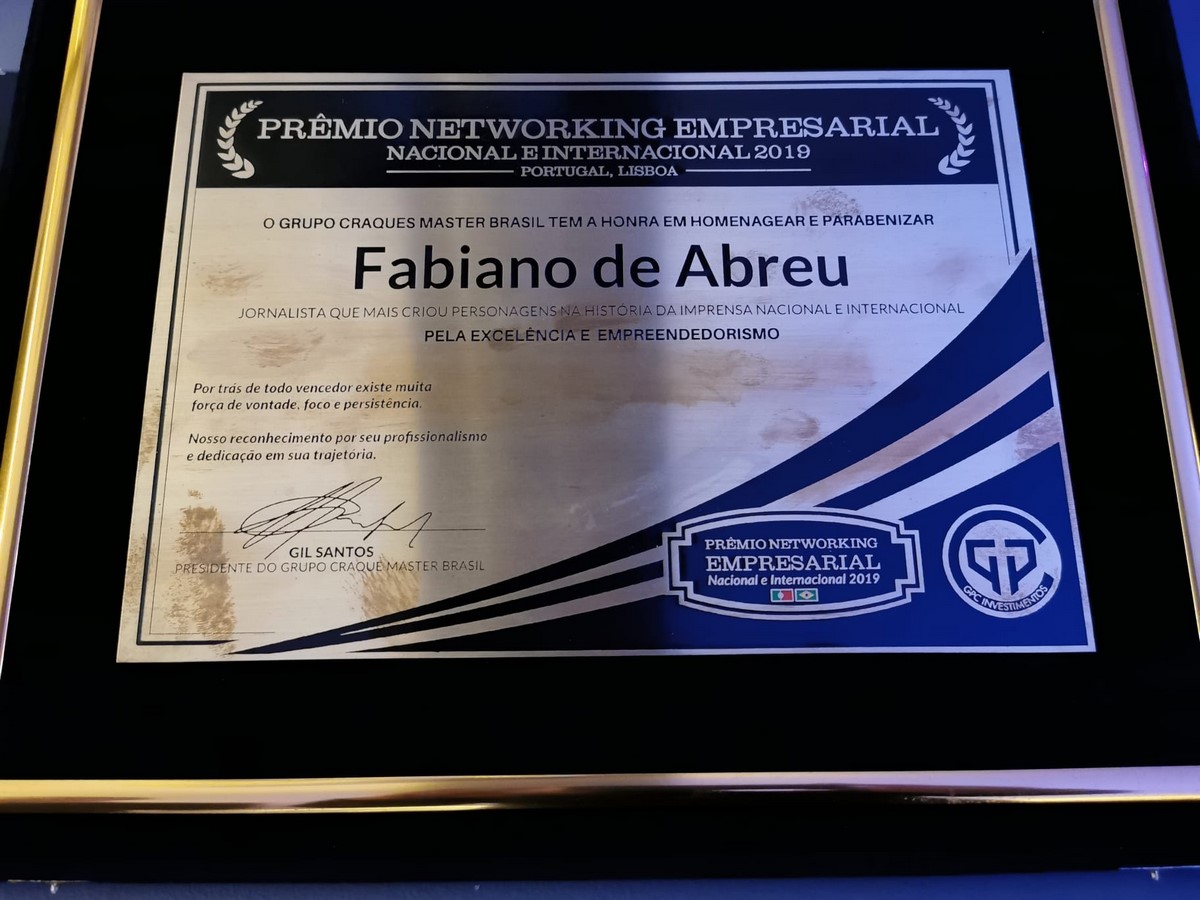 PRÊMIO NETWORKING EMPRESARIAL
NACIONAL E INTERNACIONAL 2019
PORTUGAL, LISBOA
O GRUPO CRAQUES MASTER BRASIL TEM A HONRA EM HOMENAGEAR E PARABENIZAR
Fabiano de Abreu
JORNALISTA QUE MAIS CRIOU PERSONAGENS NA HISTÓRIA DA IMPRENSA NACIONAL E INTERNACIONAL
PELA EXCELÊNCIA E EMPREENDEDORISMO
Por trás de todo vencedor existe muita
força de vontade, foco e persistência.
Nosso reconhecimento por seu profissionalismo
e dedicação em sua trajetória.
GIL SANTOS
PRESIDENTE DO GRUPO CRAQUE MASTER BRASIL
PRÊMIO NETWORKING
EMPRESARIAL
Nacional e Internacional 2019
GPC INVESTIMENTOS